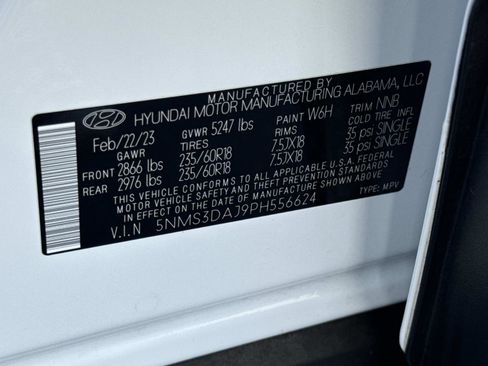 MANUFACTURED BY
HYUNDAI MOTOR MANUFACTURING ALABAMA, LLC
Feb/22/23 GVWR 5247 lbs PAINT W6H TRIM NNB
GAWR TIRES RIMS COLD TIRE INFL
FRONT 2866 lbs 235/60R18 7.5JX18 35 psi SINGLE
REAR 2976 lbs 235/60R18 7.5JX18 35 psi SINGLE
THIS VEHICLE CONFORMS TO ALL APPLICABLE U.S.A. FEDERAL
MOTOR VEHICLE SAFETY AND THEFT PREVENTION STANDARDS
IN EFFECT ON THE DATE OF MANUFACTURE SHOWN ABOVE.
V.I.N 5NMS3DAJ9PH556624 TYPE: MPV